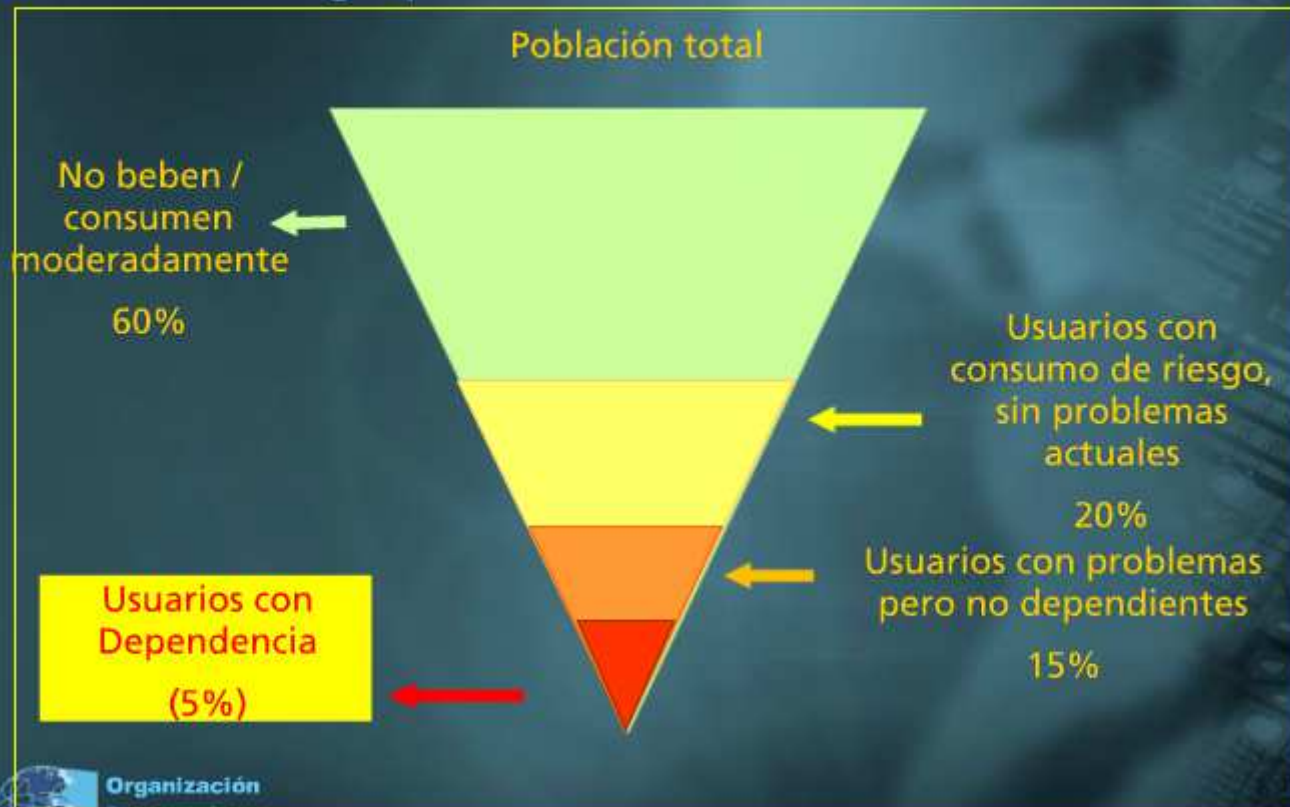 Población total
No beben /
consumen
moderadamente
60%
Usuarios con
consumo de riesgo,
sin problemas
actuales
20%
Usuarios con problemas
pero no dependientes
15%
Usuarios con
Dependencia
(5%)
Organización